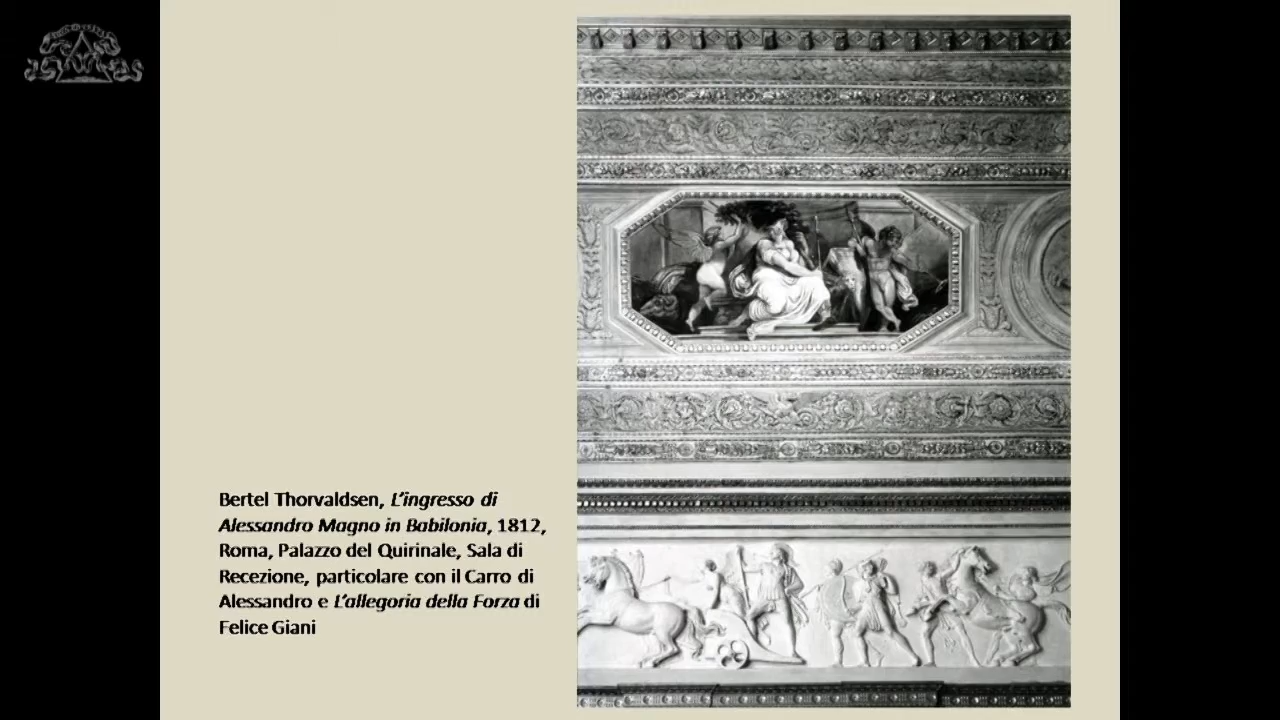 Bertel Thorvaldsen, L'ingresso di
Alessandro Magno in Babilonia, 1812,
Roma, Palazzo del Quirinale, Sala di
Recezione, particolare con il Carro di
Alessandro e L'allegoria della Forza di
Felice Giani